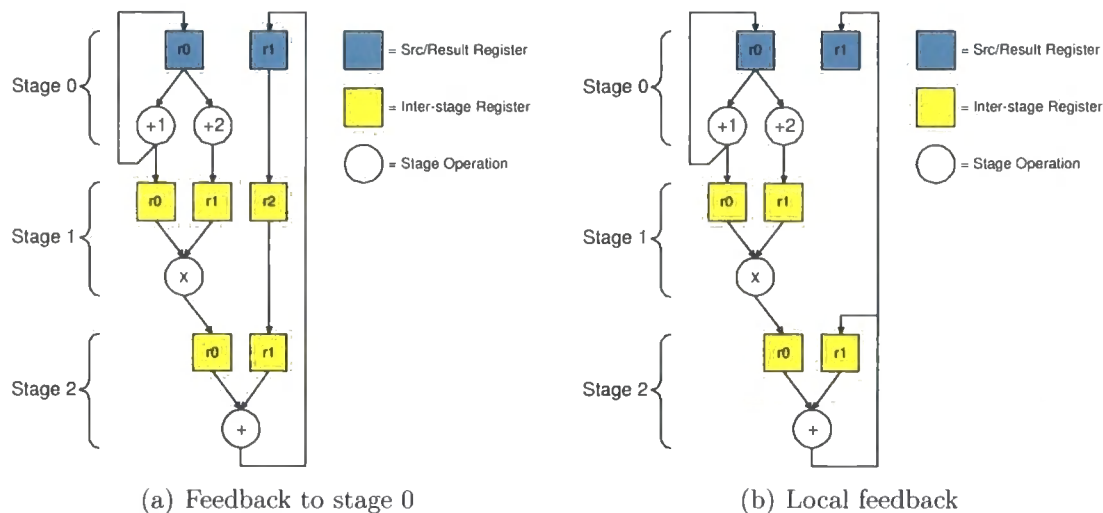 r0
r1
= Src/Result Register
Stage 0
+1
+2
= Inter-stage Register
= Stage Operation
r0
r1
r2
Stage 1
x
r0
r1
Stage 2
+
(a) Feedback to stage 0
r0
r1
= Src/Result Register
Stage 0
+1
+2
= Inter-stage Register
= Stage Operation
r0
r1
Stage 1
x
r0
r1
Stage 2
+
(b) Local feedback